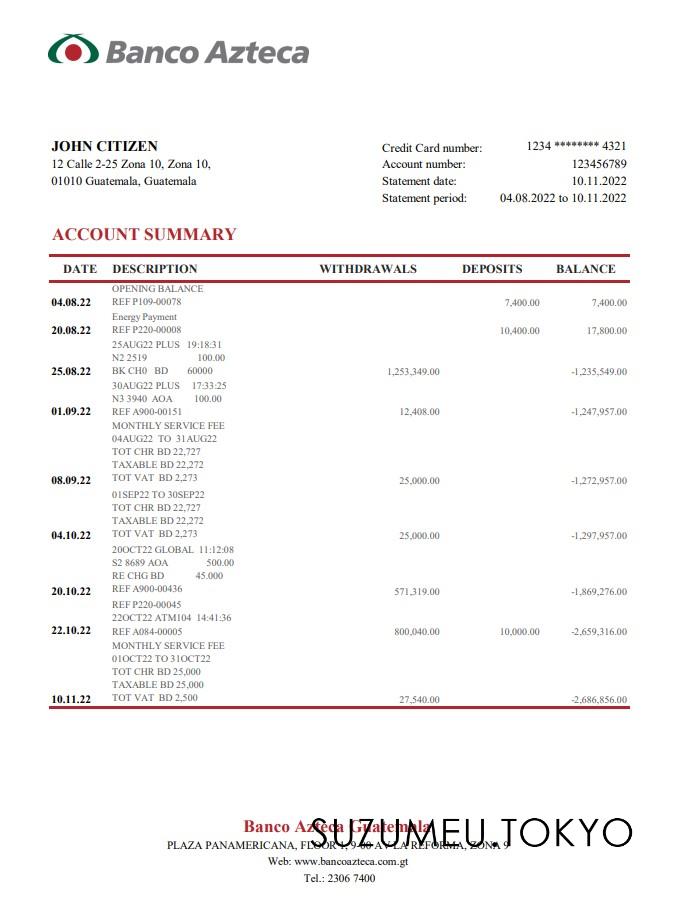 Banco Azteca
JOHN CITIZEN
12 Calle 2-25 Zona 10, Zona 10,
01010 Guatemala, Guatemala
Credit Card number: 1234 ******** 4321
Account number: 123456789
Statement date: 10.11.2022
Statement period: 04.08.2022 to 10.11.2022
ACCOUNT SUMMARY
DATE DESCRIPTION WITHDRAWALS DEPOSITS BALANCE
OPENING BALANCE
04.08.22 REF P109-00078 7,400.00 7,400.00
Energy Payment
20.08.22 REF P220-00008 10,400.00 17,800.00
25AUG22 PLUS 19:18:31
N2 2519 100.00
25.08.22 BK CH0 BD 60000 1,253,349.00 -1,235,549.00
30AUG22 PLUS 17:33:25
N3 3940 AOA 100.00
01.09.22 REF A900-00151 12,408.00 -1,247,957.00
MONTHLY SERVICE FEE
04AUG22 TO 31AUG22
TOT CHR BD 22,727
TAXABLE BD 22,272
08.09.22 TOT VAT BD 2,273 25,000.00 -1,272,957.00
01SEP22 TO 30SEP22
TOT CHR BD 22,727
TAXABLE BD 22,272
04.10.22 TOT VAT BD 2,273 25,000.00 -1,297,957.00
20OCT22 GLOBAL 11:12:08
S2 8689 AOA 500.00
RE CHG BD 45.000
20.10.22 REF A900-00436 571,319.00 -1,869,276.00
REF P220-00045
22OCT22 ATM104 14:41:36
22.10.22 REF A084-00005 800,040.00 10,000.00 -2,659,316.00
MONTHLY SERVICE FEE
01OCT22 TO 31OCT22
TOT CHR BD 25,000
TAXABLE BD 25,000
10.11.22 TOT VAT BD 2,500 27,540.00 -2,686,856.00
Banco Azteca Guatemala
SUZUMEU.TOKYO
PLAZA PANAMERICANA, FLOOR 1, 9-00 AV LA REFORMA, ZONA 9
Web: www.bancoazteca.com.gt
Tel.: 2306 7400